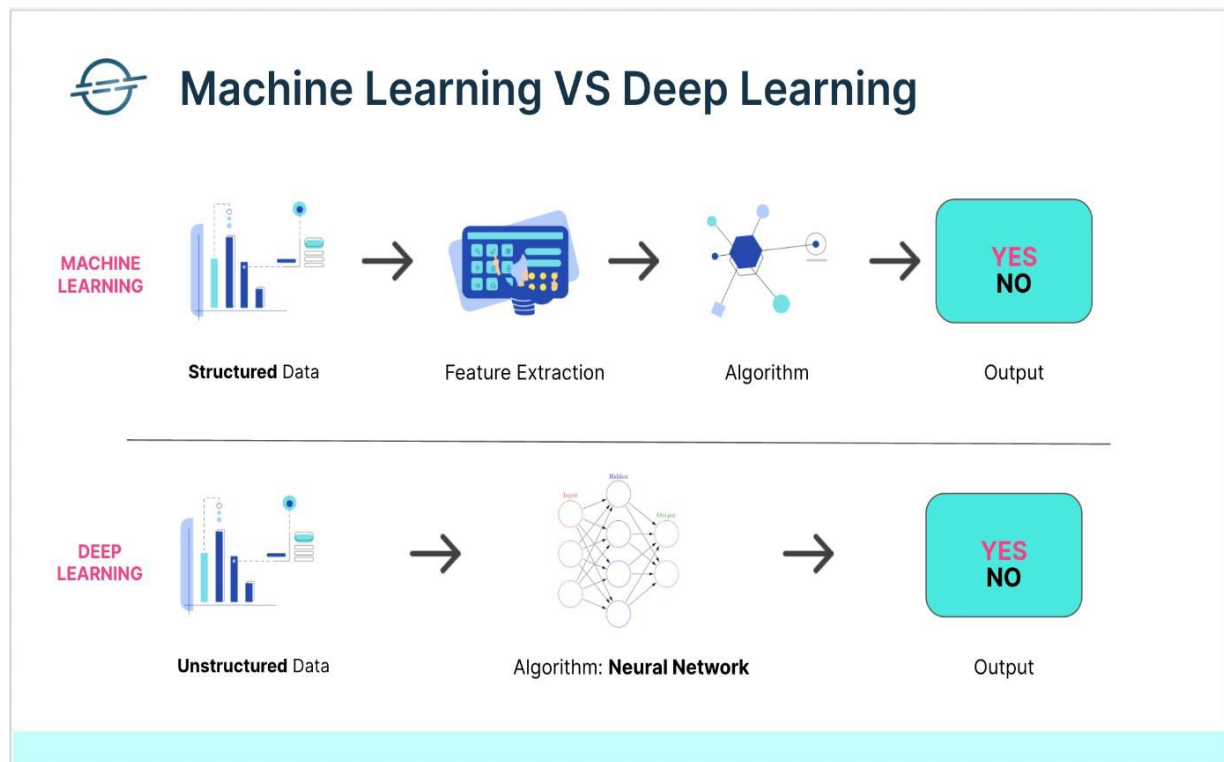 Machine Learning VS Deep Learning
MACHINE
LEARNING
YES
NO
Structured Data
Feature Extraction
Algorithm
Output
DEEP
LEARNING
Input
Hidden
Output
YES
NO
Unstructured Data
Algorithm: Neural Network
Output